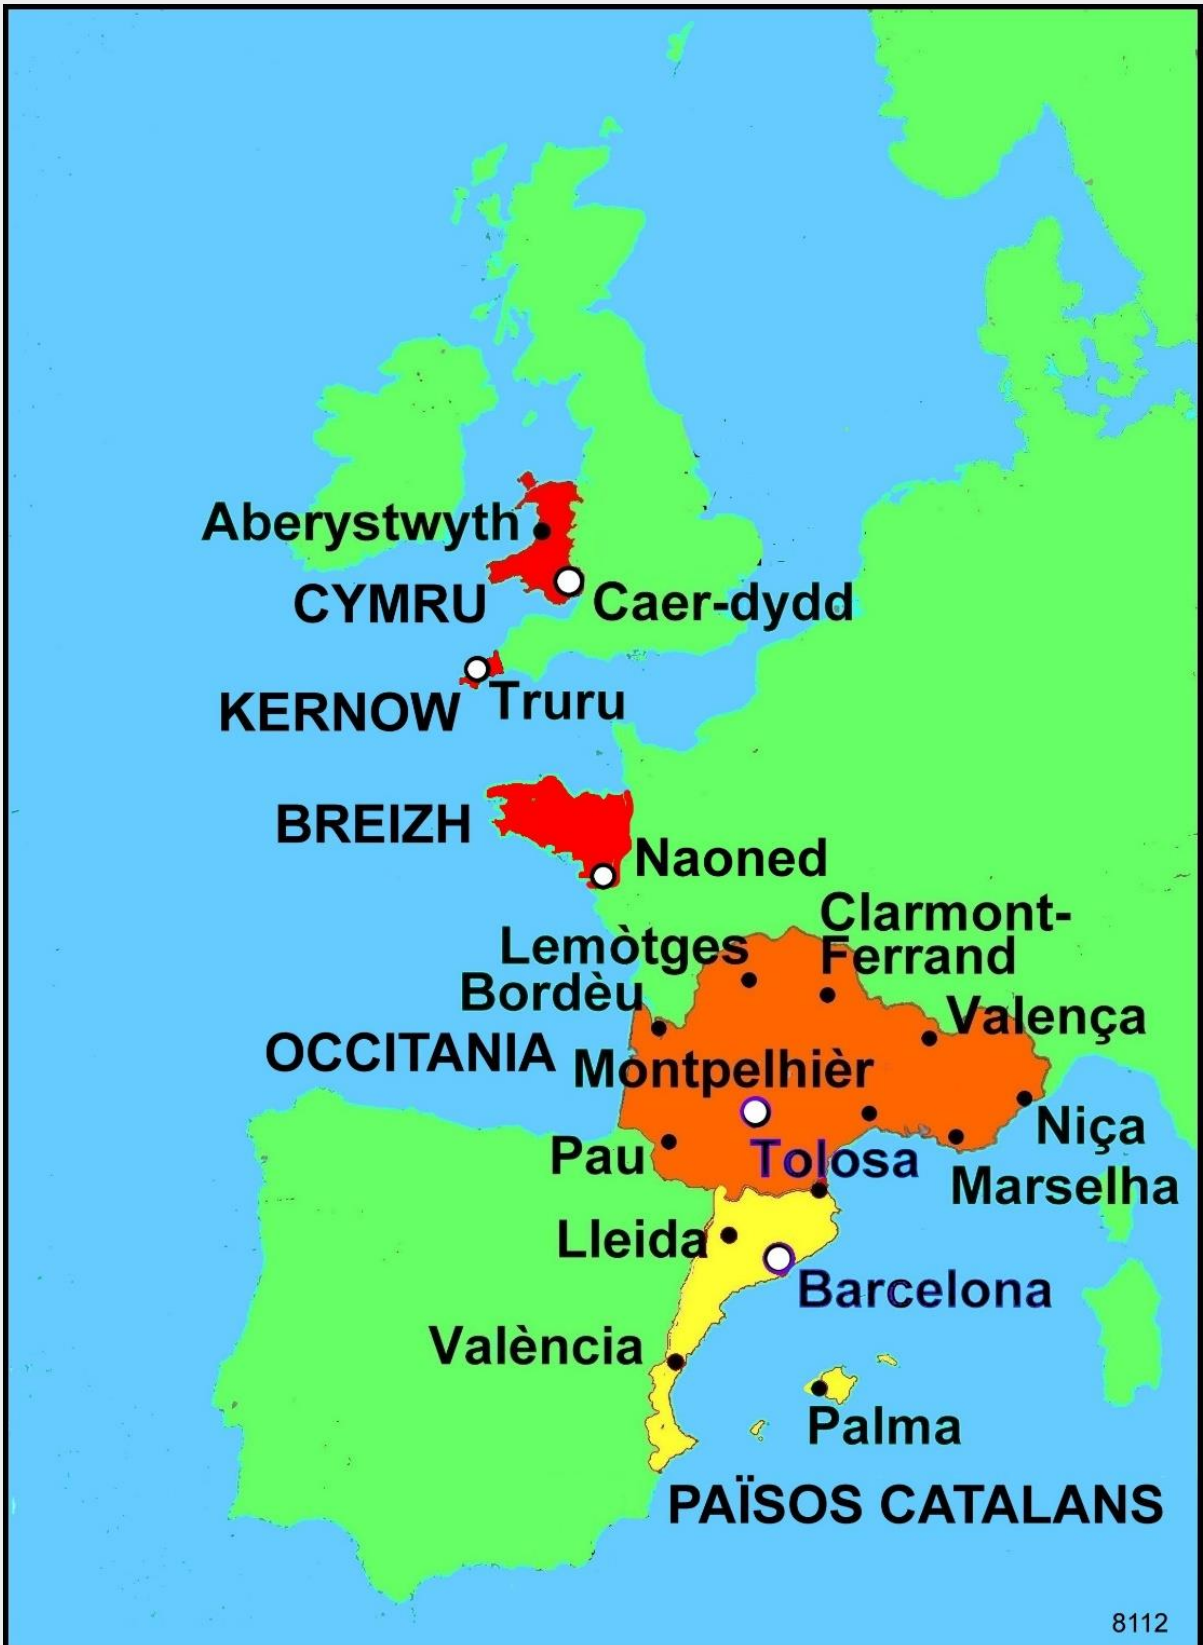 Aberystwyth
CYMRU
Caer-dydd
KERNOW
Truru
BREIZH
Naoned
Clarmont-
Ferrand
Lemòtges
Bordèu
Valença
OCCITANIA
Montpelhièr
Niça
Pau
Tolosa
Marselha
Lleida
Barcelona
València
Palma
PAÏSOS CATALANS
8112